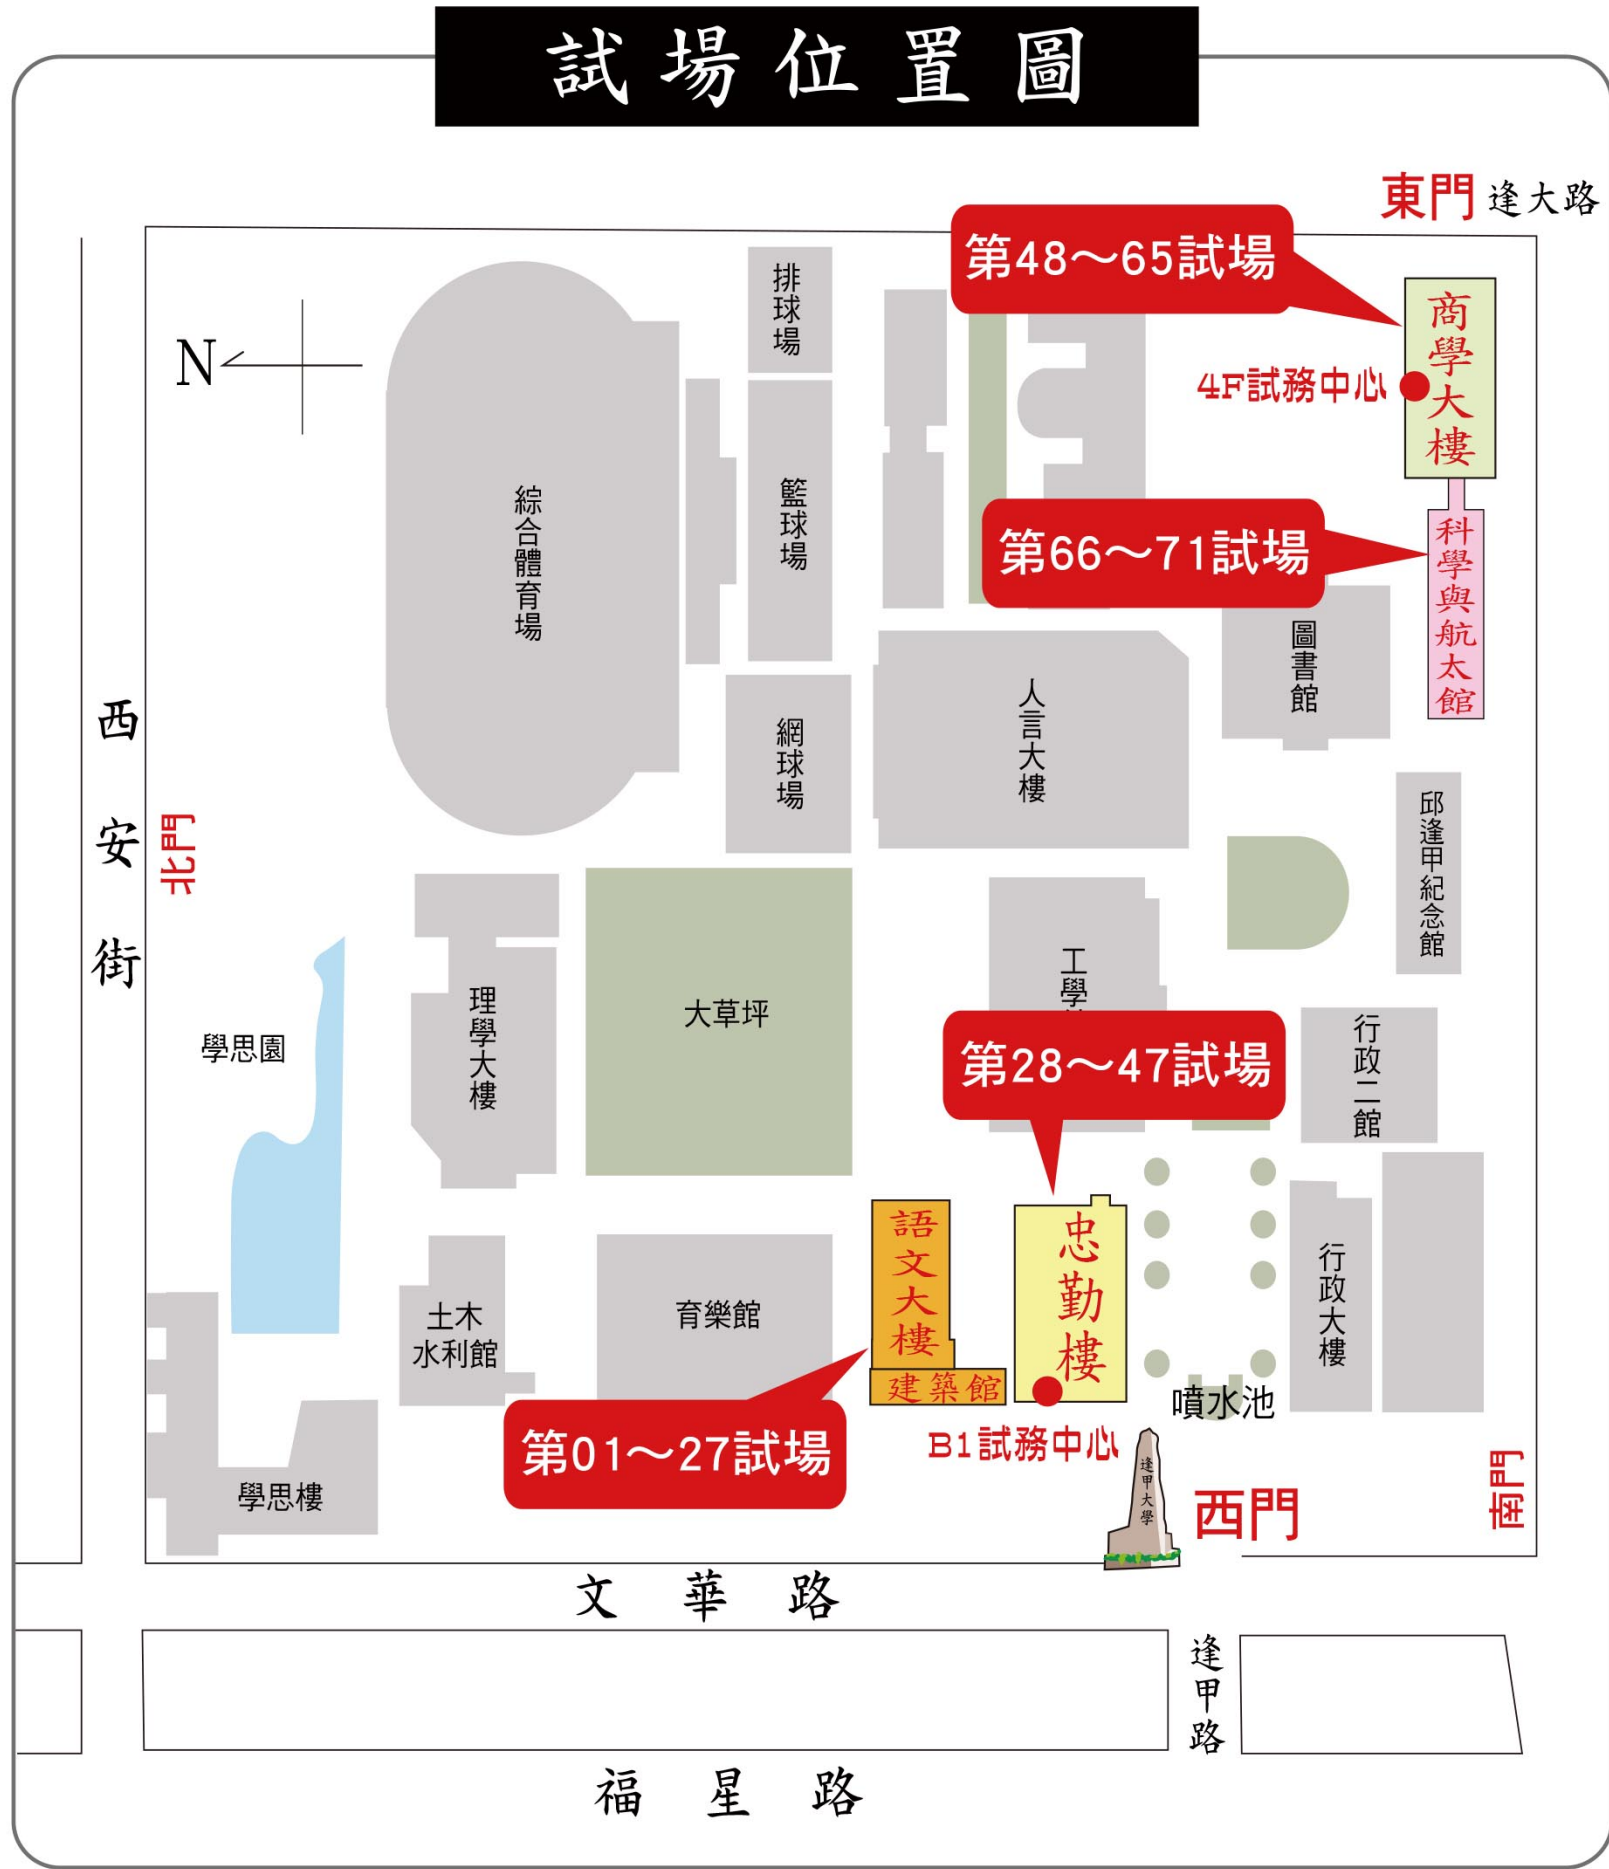 試場位置圖
東門 逢大路
第48～65試場
排球場
商學大樓
N
4F試務中心
籃球場
綜合體育場
第66～71試場
科學與航太館
圖書館
人言大樓
網球場
西安街
北門
邱逢甲紀念館
工學
理學大樓
大草坪
學思園
第28～47試場
行政二館
語文大樓
忠勤樓
行政大樓
土木
水利館
育樂館
建築館
噴水池
第01～27試場
B1試務中心
逢甲大學
西門
南門
學思樓
文華路
逢甲路
福星路